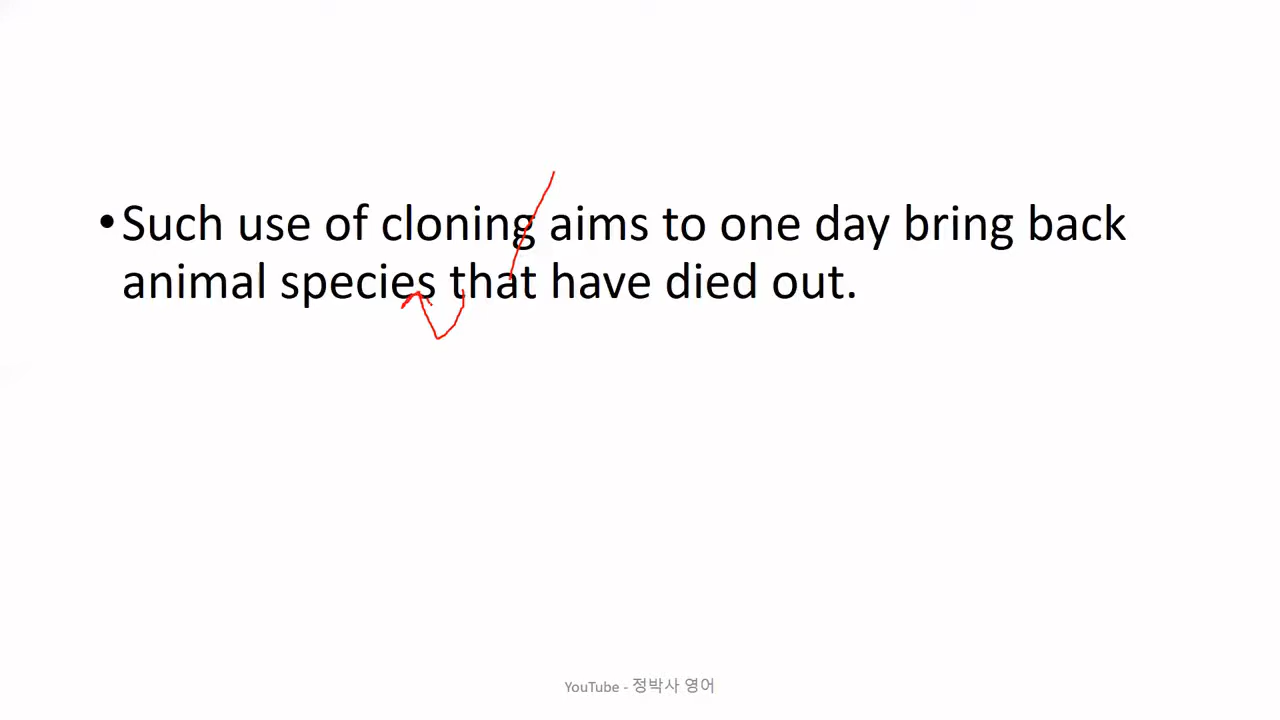 •Such use of cloning aims to one day bring back
animal species that have died out.
YouTube - 정박사 영어